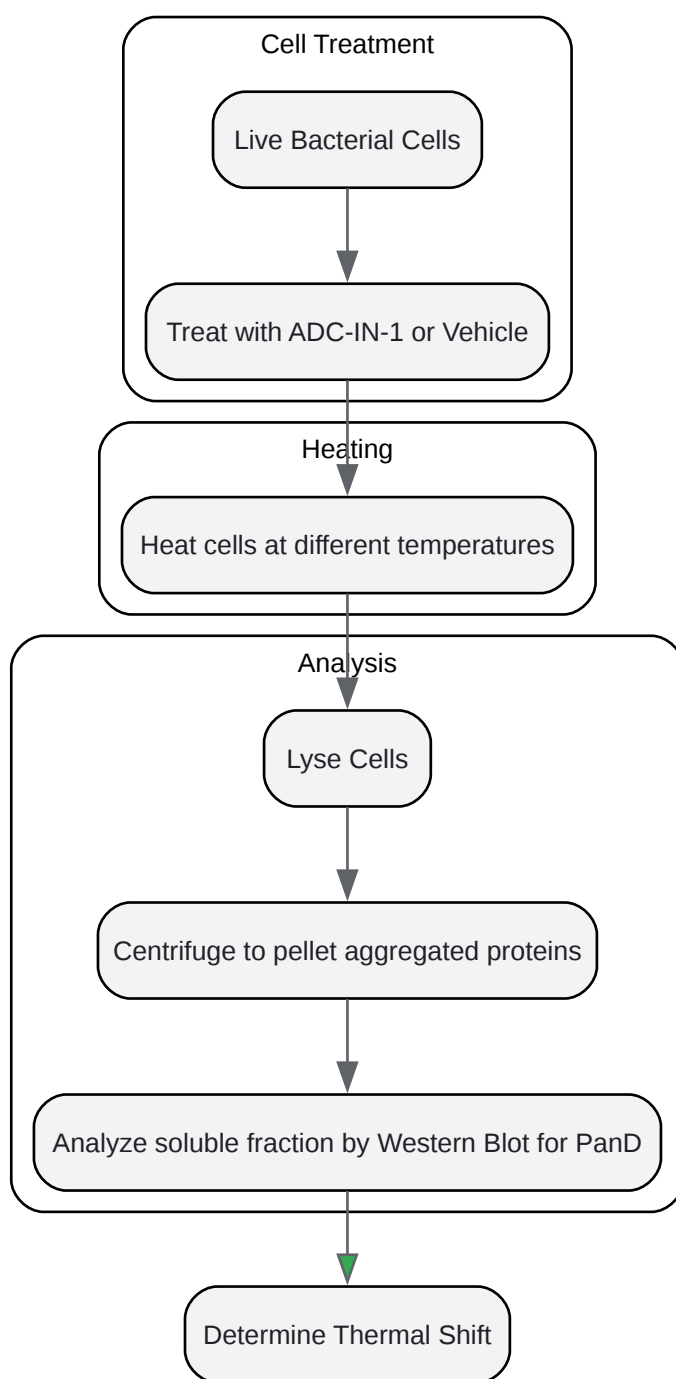 Cell Treatment
Live Bacterial Cells
Treat with ADC-IN-1 or Vehicle
Heating
Heat cells at different temperatures
Analysis
Lyse Cells
Centrifuge to pellet aggregated proteins
Analyze soluble fraction by Western Blot for PanD
Determine Thermal Shift